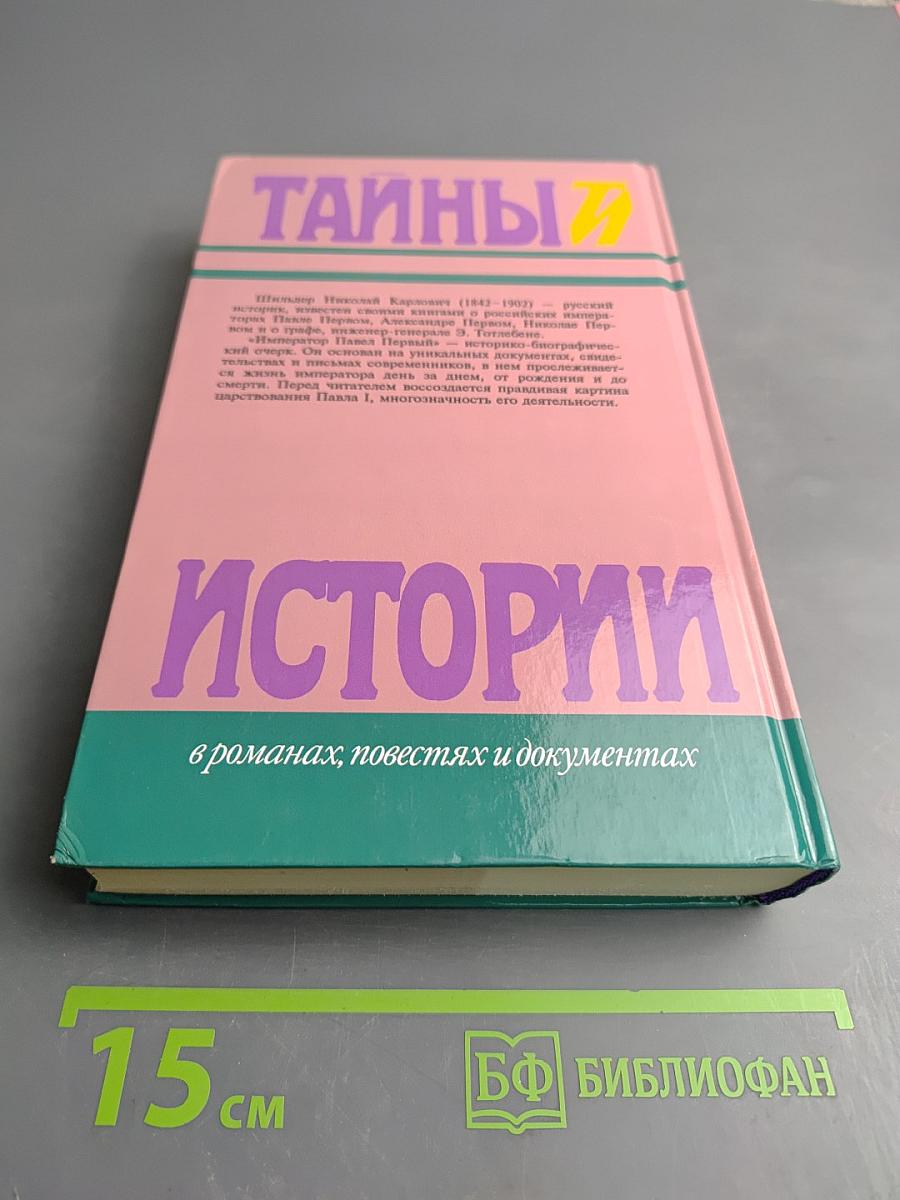 ТАЙНЫ ТИ
Шильдер Николай Карлович (1842–1902) — русский
историк, известен своими книгами о российских импера-
торах Павле Первом, Александре Первом, Николае Пер-
вом и о графе, инженер-генерале Э. Тотлебене.
«Император Павел Первый» — историко-биографичес-
кий очерк. Он основан на уникальных документах, свиде-
тельствах и письмах современников, в нем прослеживает-
ся жизнь императора день за днем, от рождения и до
смерти. Перед читателем воссоздается правдивая картина
царствования Павла I, многозначность его деятельности.
ИСТОРИИ
в романах, повестях и документах
15 см
БФ БИБЛИОФАН